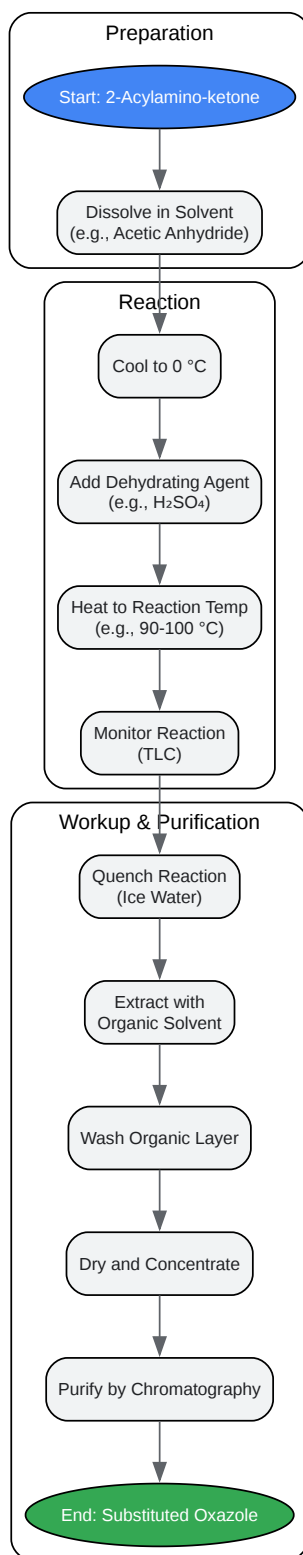 Preparation
Start: 2-Acylamino-ketone
Dissolve in Solvent
(e.g., Acetic Anhydride)
Reaction
Cool to 0 °C
Add Dehydrating Agent
(e.g., H₂SO₄)
Heat to Reaction Temp
(e.g., 90-100 °C)
Monitor Reaction
(TLC)
Workup & Purification
Quench Reaction
(Ice Water)
Extract with
Organic Solvent
Wash Organic Layer
Dry and Concentrate
Purify by Chromatography
End: Substituted Oxazole